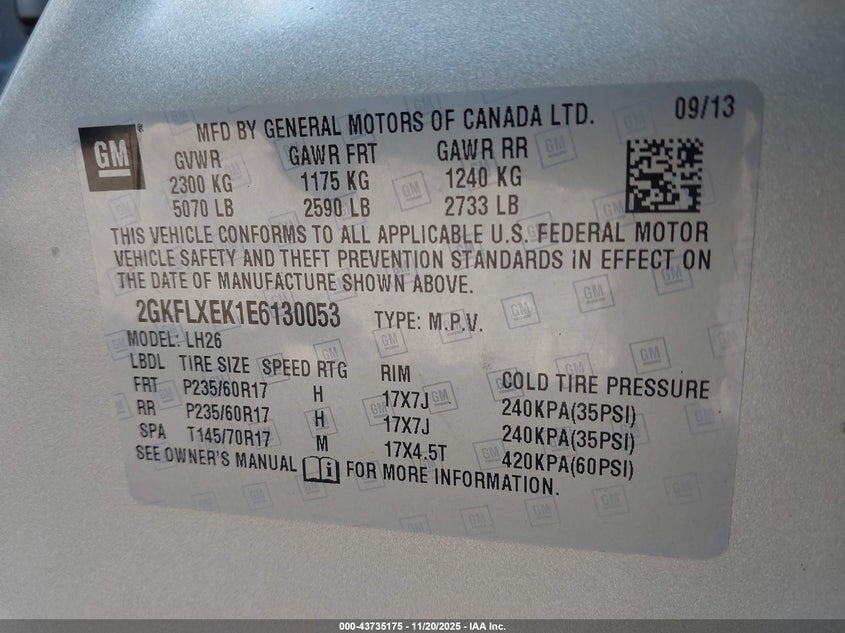 MFD BY GENERAL MOTORS OF CANADA LTD. 09/13
GM
®
GVWR GAWR FRT GAWR RR
2300 KG 1175 KG 1240 KG
5070 LB 2590 LB 2733 LB
THIS VEHICLE CONFORMS TO ALL APPLICABLE U.S. FEDERAL MOTOR
VEHICLE SAFETY AND THEFT PREVENTION STANDARDS IN EFFECT ON
THE DATE OF MANUFACTURE SHOWN ABOVE.
2GKFLXEK1E6130053 TYPE: M.P.V.
MODEL: LH26
LBDL TIRE SIZE SPEED RTG RIM COLD TIRE PRESSURE
FRT P235/60R17 H 17X7J 240KPA(35PSI)
RR P235/60R17 H 17X7J 240KPA(35PSI)
SPA T145/70R17 M 17X4.5T 420KPA(60PSI)
SEE OWNER'S MANUAL i FOR MORE INFORMATION.
000-43735175 - 11/20/2025 - IAA Inc.